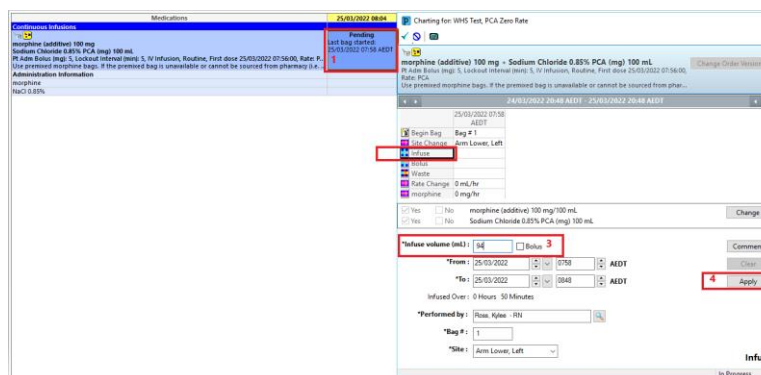 Medications
25/03/2022 08:04
Continuous Infusions
morphine (additive) 100 mg
Sodium Chloride 0.85% PCA (mg) 100 mL
Pt Adm Bolus (mg): 5, Lockout Interval (min): 5, IV Infusion, Routine, First dose 25/03/2022 07:56:00, Rate: P...
Use premixed morphine bags. If the premixed bag is unavailable or cannot be sourced from pharmacy (i.e. ...
Administration Information
morphine
NaCl 0.85%
Pending
Last bag started:
25/03/2022 07:58 AEDT
1
Charting for: WHS Test, PCA Zero Rate
morphine (additive) 100 mg + Sodium Chloride 0.85% PCA (mg) 100 mL
Pt Adm Bolus (mg): 5, Lockout Interval (min): 5, IV Infusion, Routine, First dose 25/03/2022 07:56:00,
Rate: PCA
Use premixed morphine bags. If the premixed bag is unavailable or cannot be sourced from phar...
Change Order Version
24/03/2022 20:48 AEDT - 25/03/2022 20:48 AEDT
25/03/2022 07:58
AEDT
Begin Bag Bag # 1
Site Change Arm Lower, Left
Infuse
Bolus
Waste
Rate Change 0 mL/hr
morphine 0 mg/hr
Yes No morphine (additive) 100 mg/100 mL
Yes No Sodium Chloride 0.85% PCA (mg) 100 mL
Change
*Infuse volume (mL): 94 Bolus 3
Commen
*From: 25/03/2022 0758 AEDT
Clear
*To: 25/03/2022 0848 AEDT
4 Apply
Infused Over: 0 Hours 50 Minutes
*Performed by: Ross, Kylee - RN
*Bag #: 1
*Site: Arm Lower, Left
Infu
In Progress